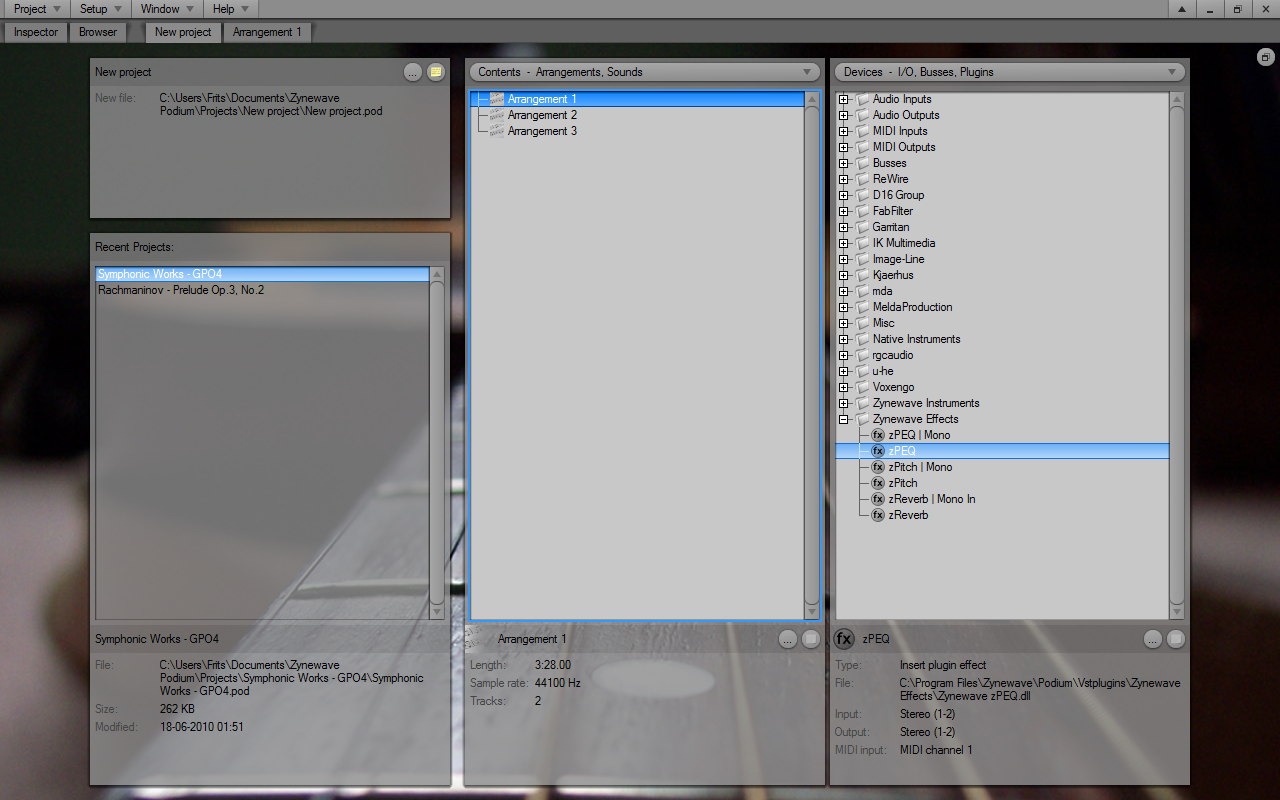 Project Setup Window Help
Inspector Browser New project Arrangement 1
New project ...
New file: C:\Users\Frits\Documents\Zynewave
Podium\Projects\New project\New project.pod
Recent Projects:
Symphonic Works - GPO4
Rachmaninov - Prelude Op.3, No.2
Symphonic Works - GPO4
File: C:\Users\Frits\Documents\Zynewave
Podium\Projects\Symphonic Works - GPO4\Symphonic
Works - GPO4.pod
Size: 262 KB
Modified: 18-06-2010 01:51
Contents - Arrangements, Sounds
Arrangement 1
Arrangement 2
Arrangement 3
Arrangement 1 ...
Length: 3:28.00
Sample rate: 44100 Hz
Tracks: 2
Devices - I/O, Busses, Plugins
Audio Inputs
Audio Outputs
MIDI Inputs
MIDI Outputs
Busses
ReWire
D16 Group
FabFilter
Garritan
IK Multimedia
Image-Line
Kjaerhus
mda
MeldaProduction
Misc
Native Instruments
rgcaudio
u-he
Voxengo
Zynewave Instruments
Zynewave Effects
fx zPEQ | Mono
fx zPEQ
fx zPitch | Mono
fx zPitch
fx zReverb | Mono In
fx zReverb
fx zPEQ ...
Type: Insert plugin effect
File: C:\Program Files\Zynewave\Podium\Vstplugins\Zynewave
Effects\Zynewave zPEQ.dll
Input: Stereo (1-2)
Output: Stereo (1-2)
MIDI input: MIDI channel 1